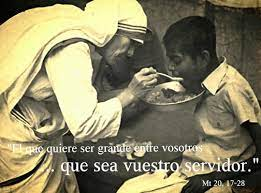 "El que quiere ser grande entre vosotros
... que sea vuestro servidor."
Mt 20, 17-28